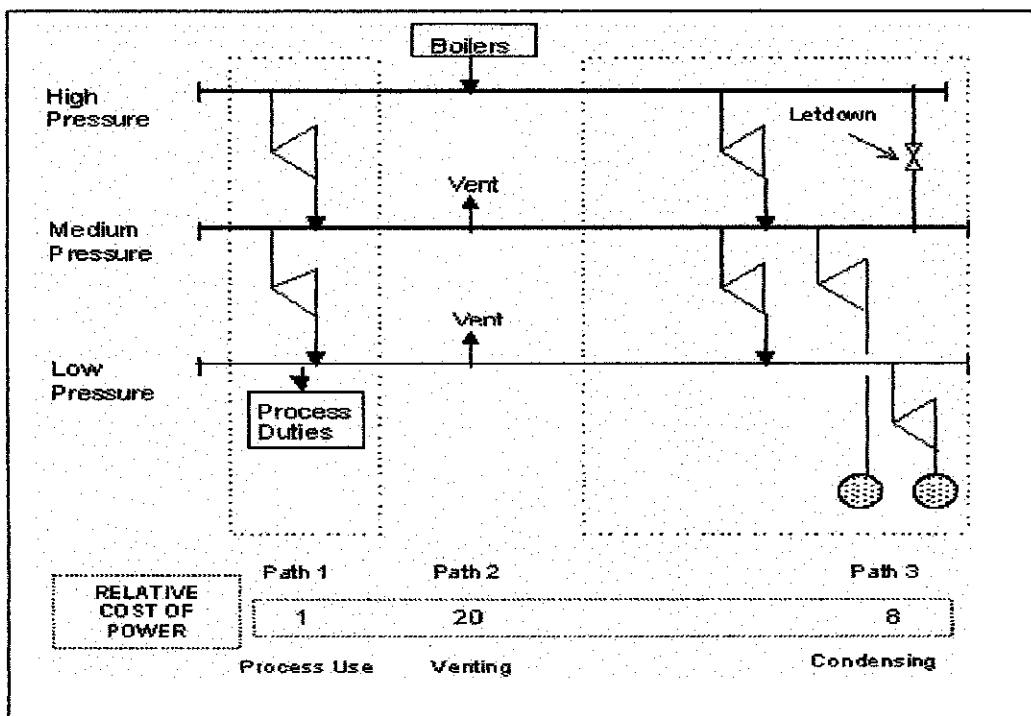 Boilers
High
Pressure
Letdown
Vent
Medium
Pressure
Vent
Low
Pressure
Process
Duties
Path 1
Path 2
Path 3
RELATIVE
COST OF
POWER
1
20
8
Process Use
Venting
Condensing